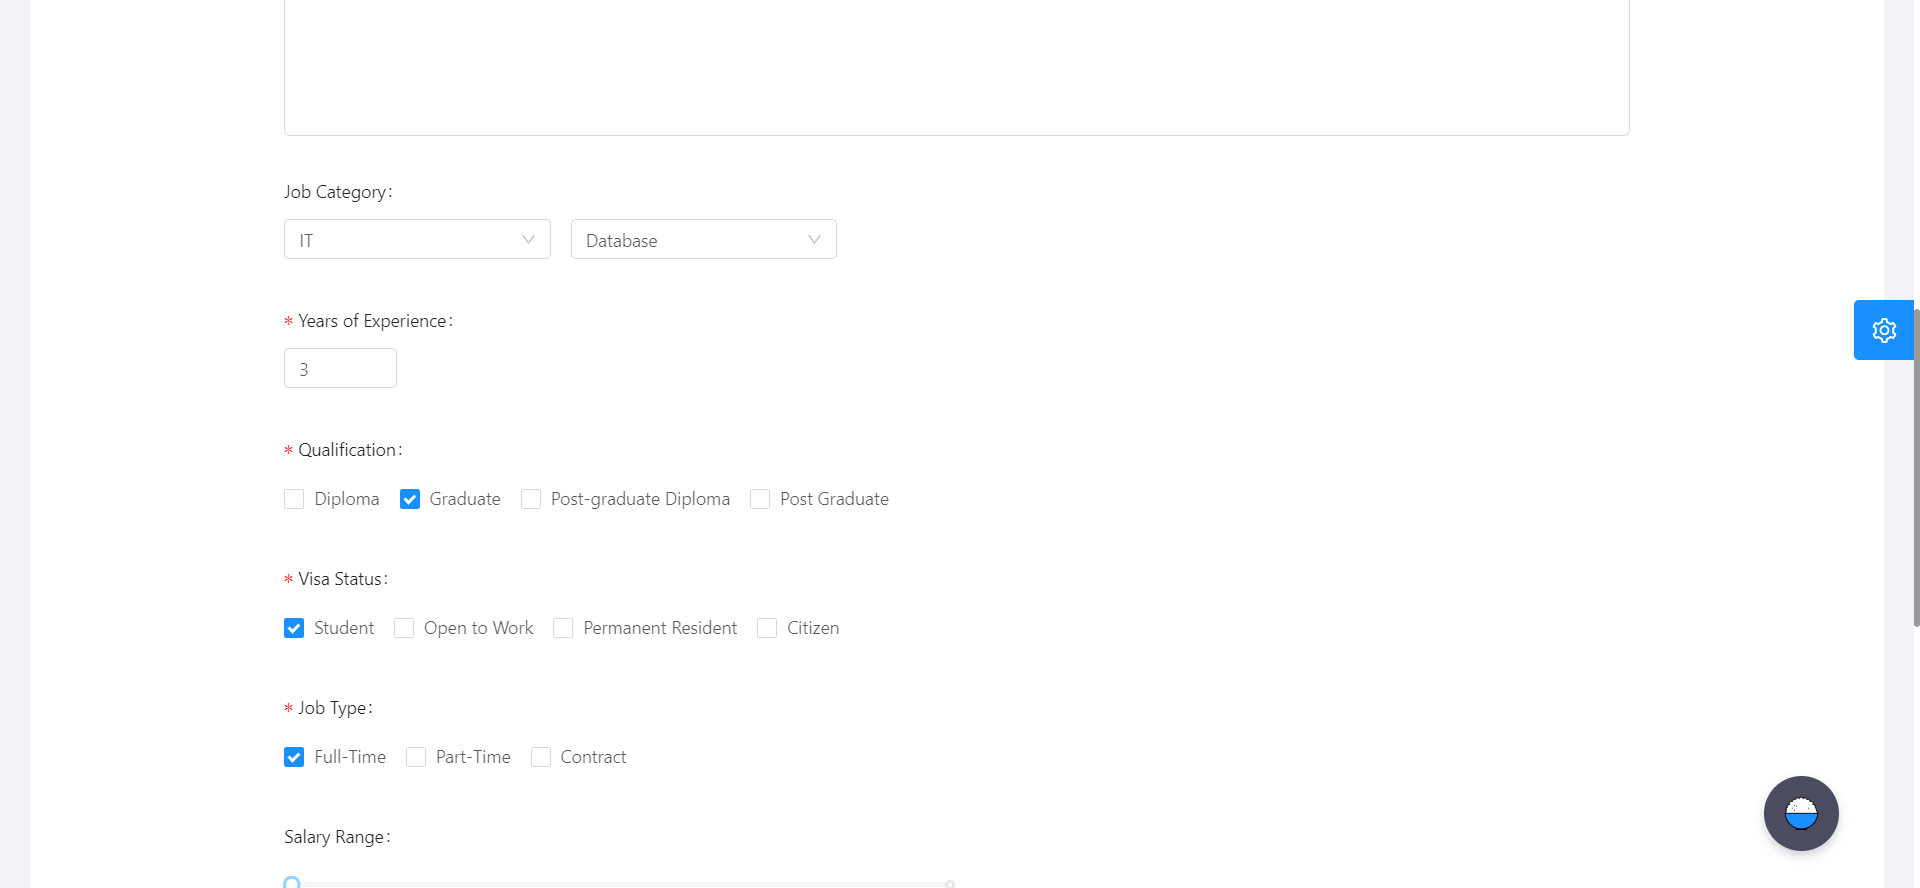 Job Category:
IT Database
* Years of Experience:
3
* Qualification:
Diploma Graduate Post-graduate Diploma Post Graduate
* Visa Status:
Student Open to Work Permanent Resident Citizen
* Job Type:
Full-Time Part-Time Contract
Salary Range: